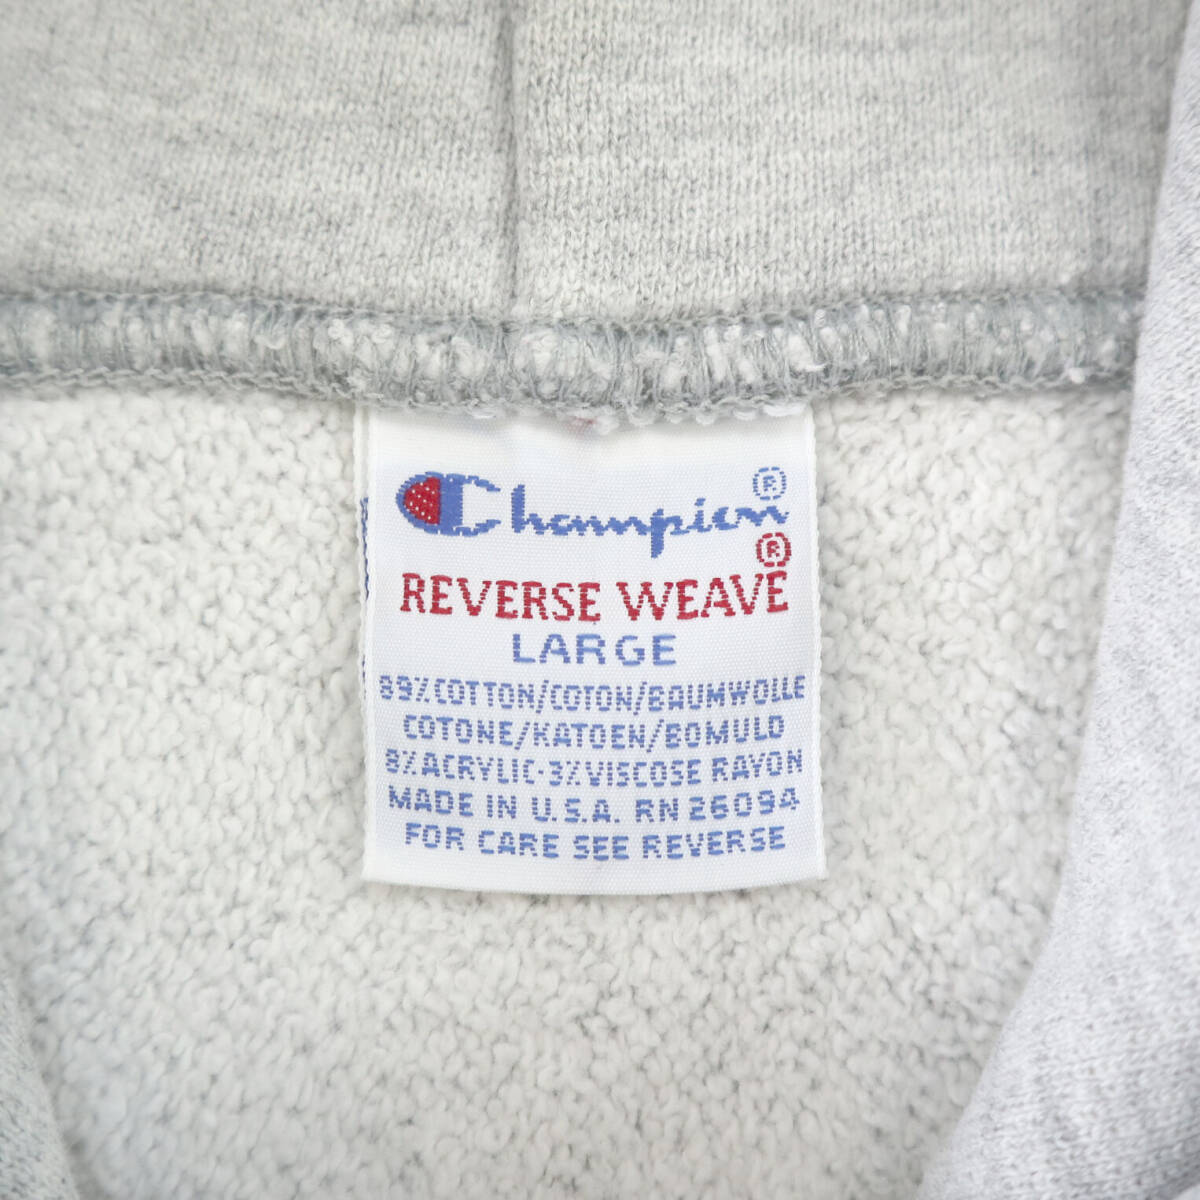 Champion®
REVERSE WEAVE®
LARGE
89%COTTON/COTON/BAUMWOLLE
COTONE/KATOEN/BOMULD
8%ACRYLIC·3%VISCOSE RAYON
MADE IN U.S.A. RN 26094
FOR CARE SEE REVERSE